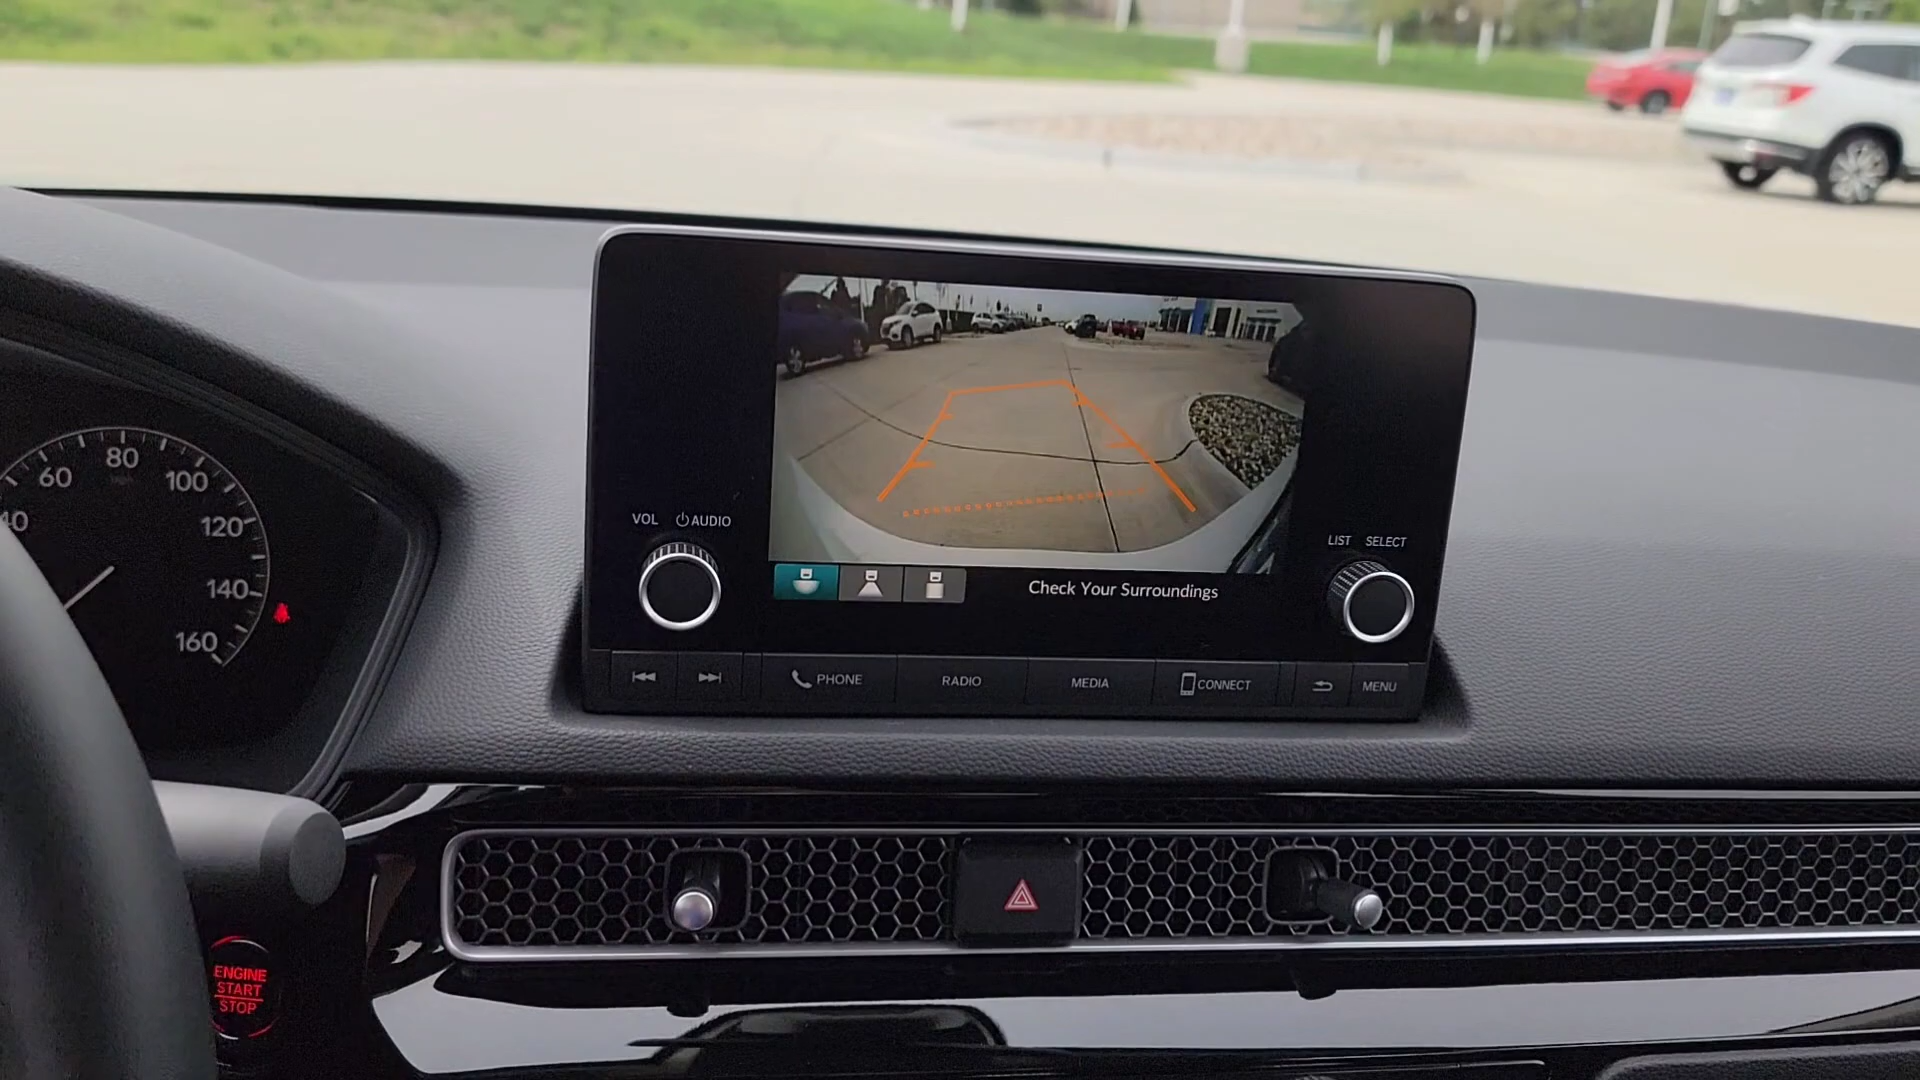 40
60
80
100
120
140
160
VOL AUDIO
LIST SELECT
Check Your Surroundings
PHONE RADIO MEDIA CONNECT MENU
ENGINE
START
STOP